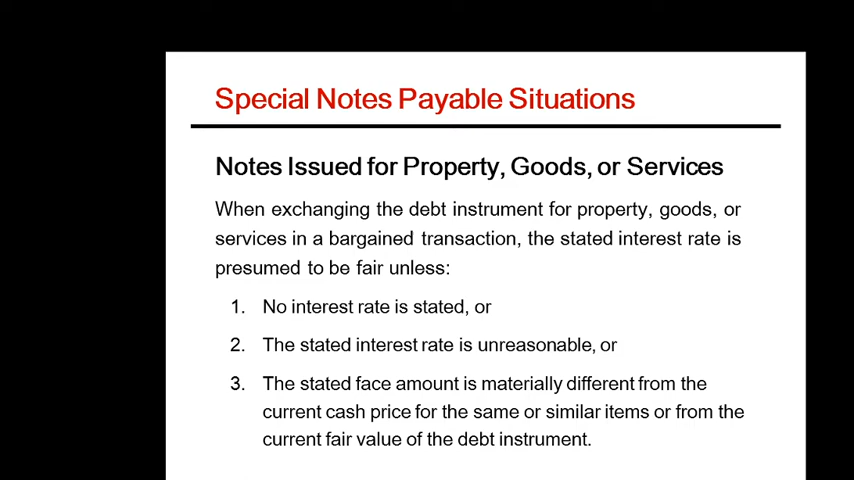 Special Notes Payable Situations
Notes Issued for Property, Goods, or Services
When exchanging the debt instrument for property, goods, or
services in a bargained transaction, the stated interest rate is
presumed to be fair unless:
1. No interest rate is stated, or
2. The stated interest rate is unreasonable, or
3. The stated face amount is materially different from the
current cash price for the same or similar items or from the
current fair value of the debt instrument.